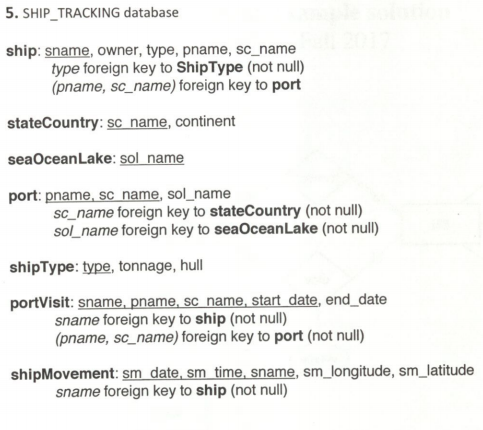 5. SHIP_TRACKING database
ship: sname, owner, type, pname, sc_name
type foreign key to ShipType (not null)
(pname, sc_name) foreign key to port
stateCountry: sc_name, continent
seaOceanLake: sol_name
port: pname, sc_name, sol_name
sc_name foreign key to stateCountry (not null)
sol_name foreign key to seaOceanLake (not null)
shipType: type, tonnage, hull
portVisit: sname, pname, sc_name, start_date, end_date
sname foreign key to ship (not null)
(pname, sc_name) foreign key to port (not null)
shipMovement: sm_date, sm_time, sname, sm_longitude, sm_latitude
sname foreign key to ship (not null)